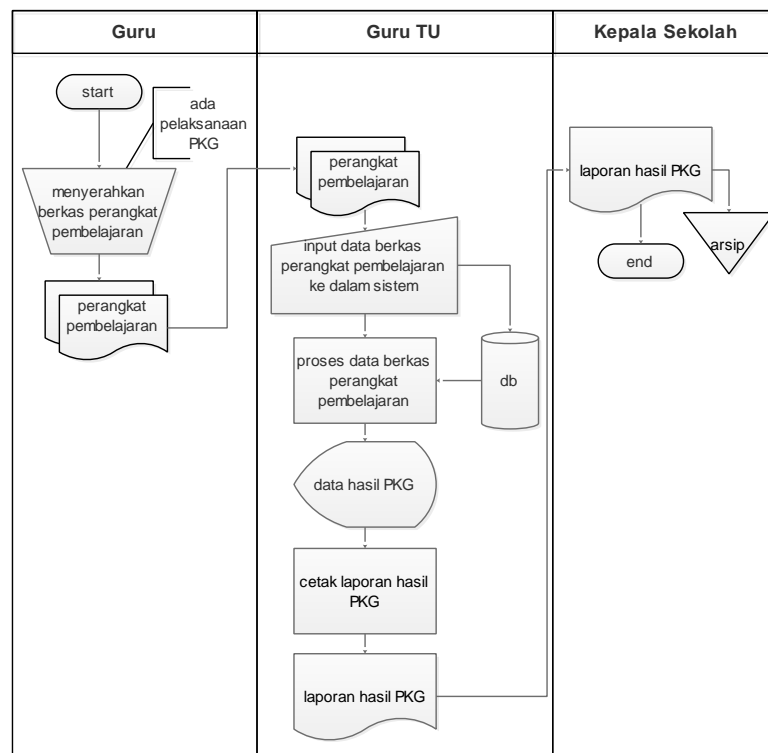 Guru
Guru TU
Kepala Sekolah
start
ada
pelaksanaan
PKG
menyerahkan
berkas perangkat
pembelajaran
perangkat
pembelajaran
perangkat
pembelajaran
input data berkas
perangkat pembelajaran
ke dalam sistem
proses data berkas
perangkat
pembelajaran
db
data hasil PKG
cetak laporan hasil
PKG
laporan hasil PKG
laporan hasil PKG
arsip
end